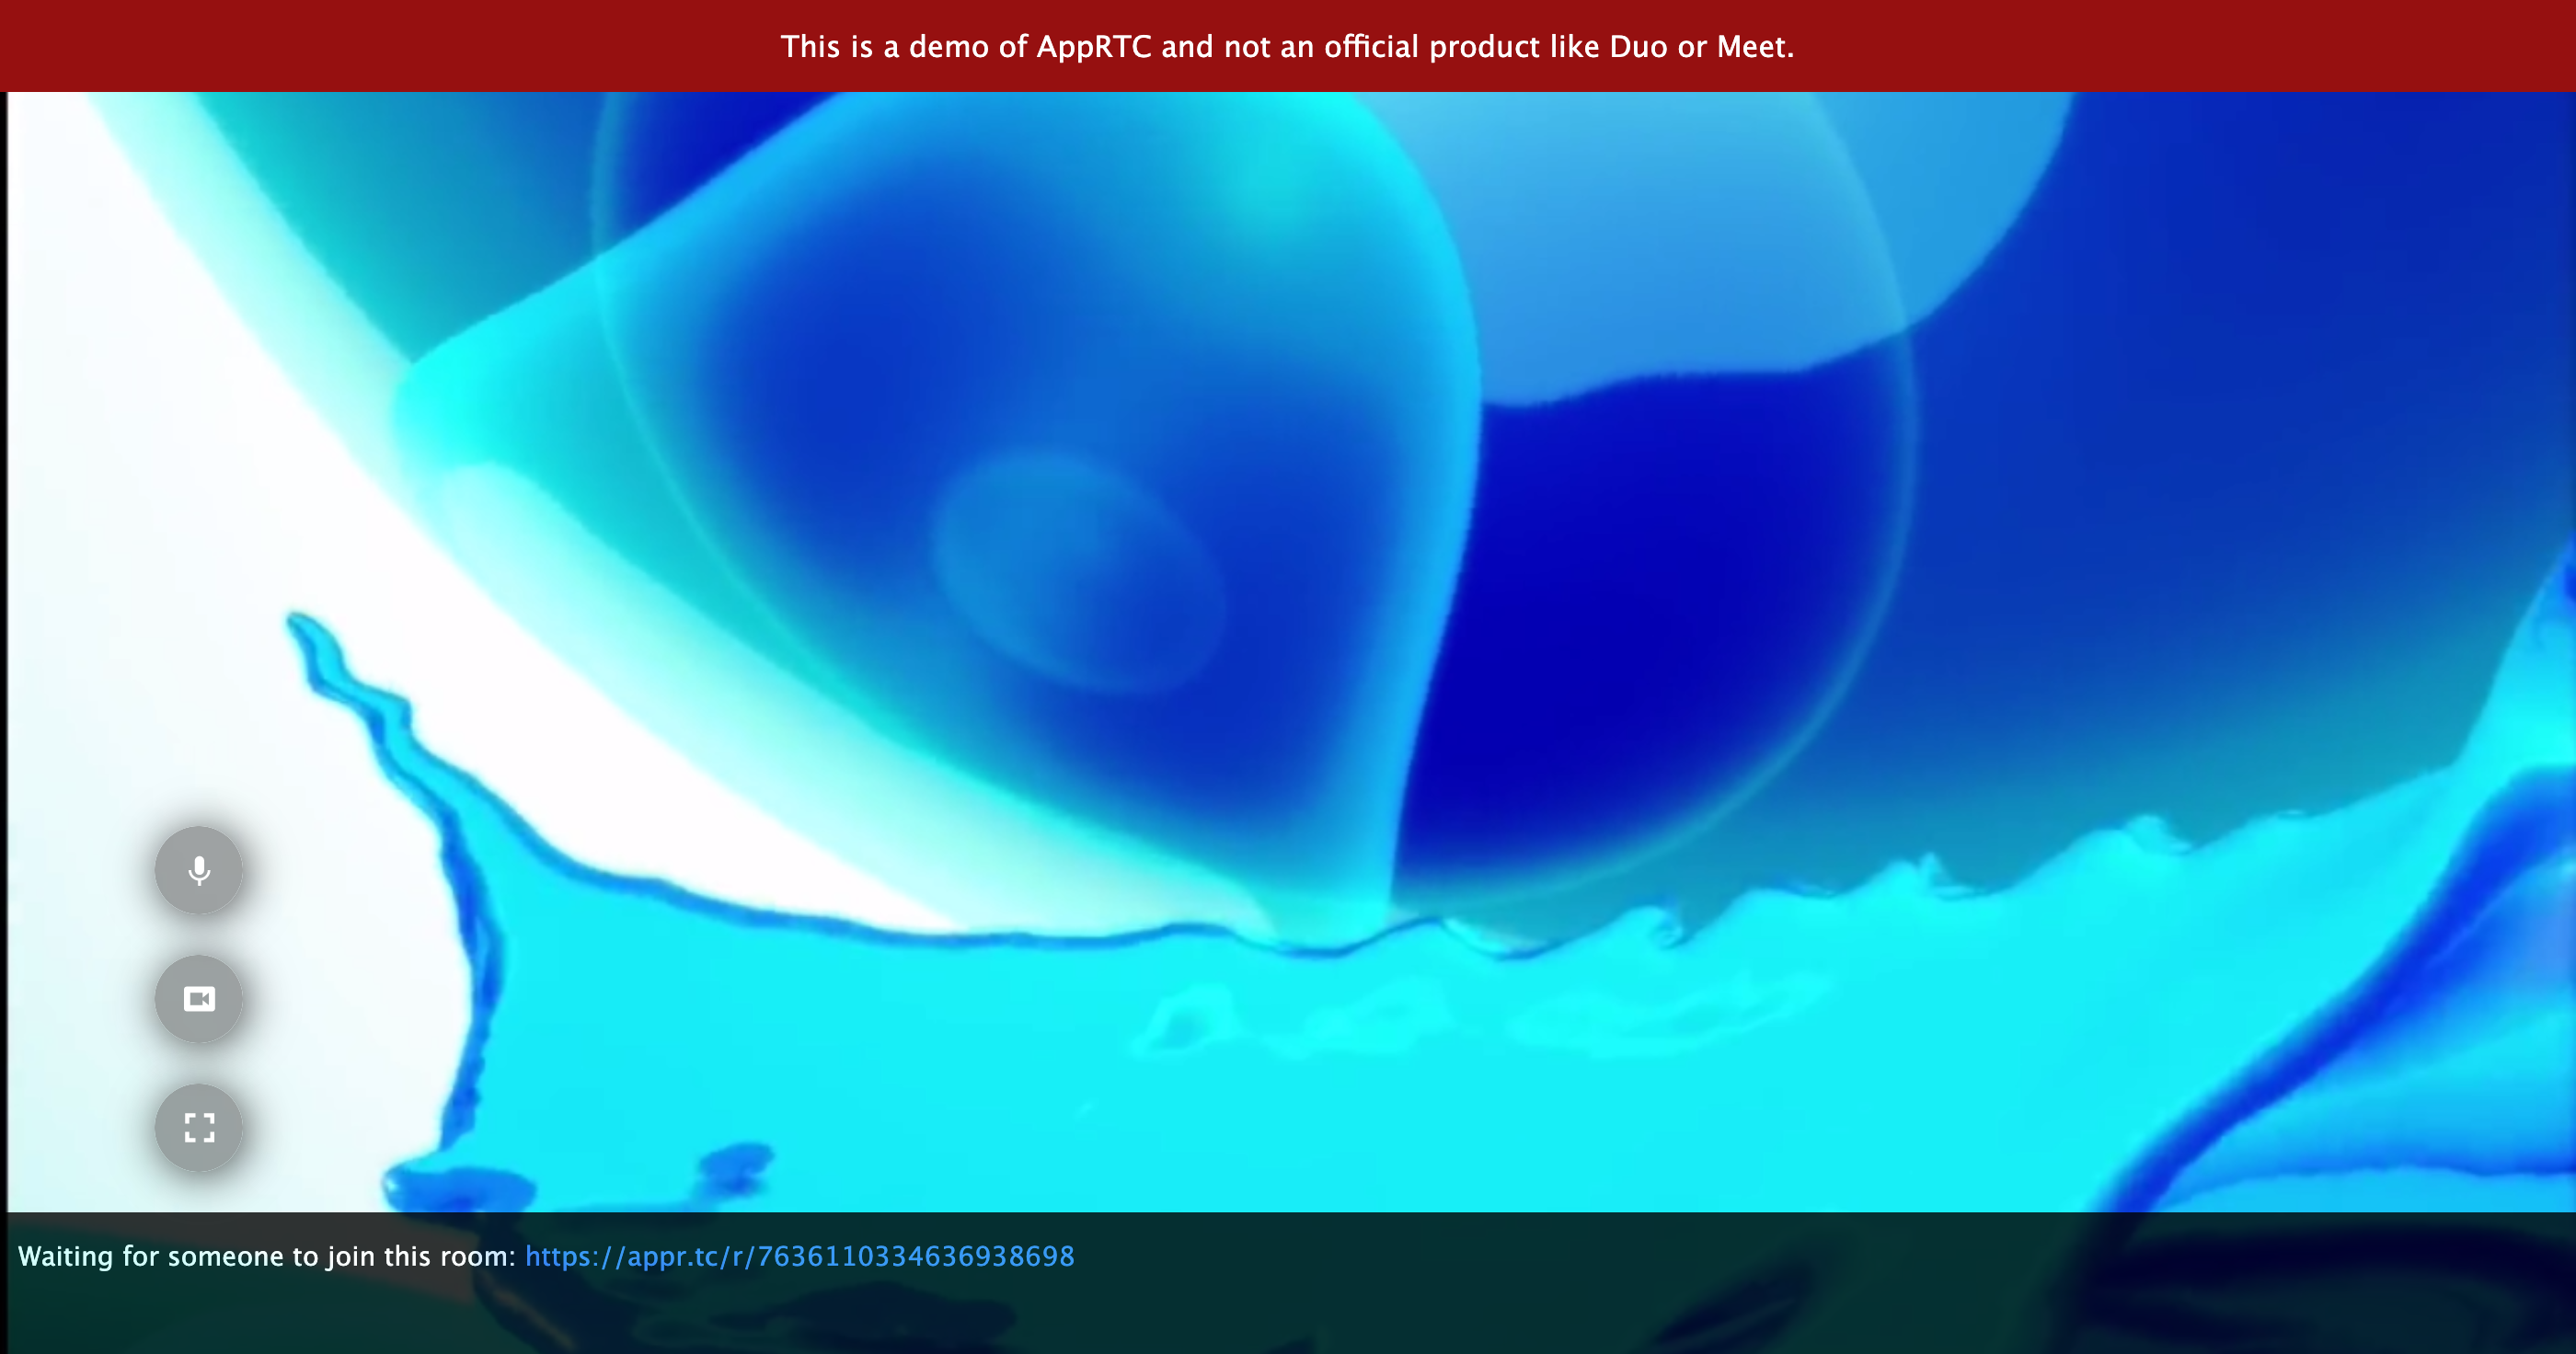 This is a demo of AppRTC and not an official product like Duo or Meet.
Waiting for someone to join this room: https://appr.tc/r/7636110334636938698